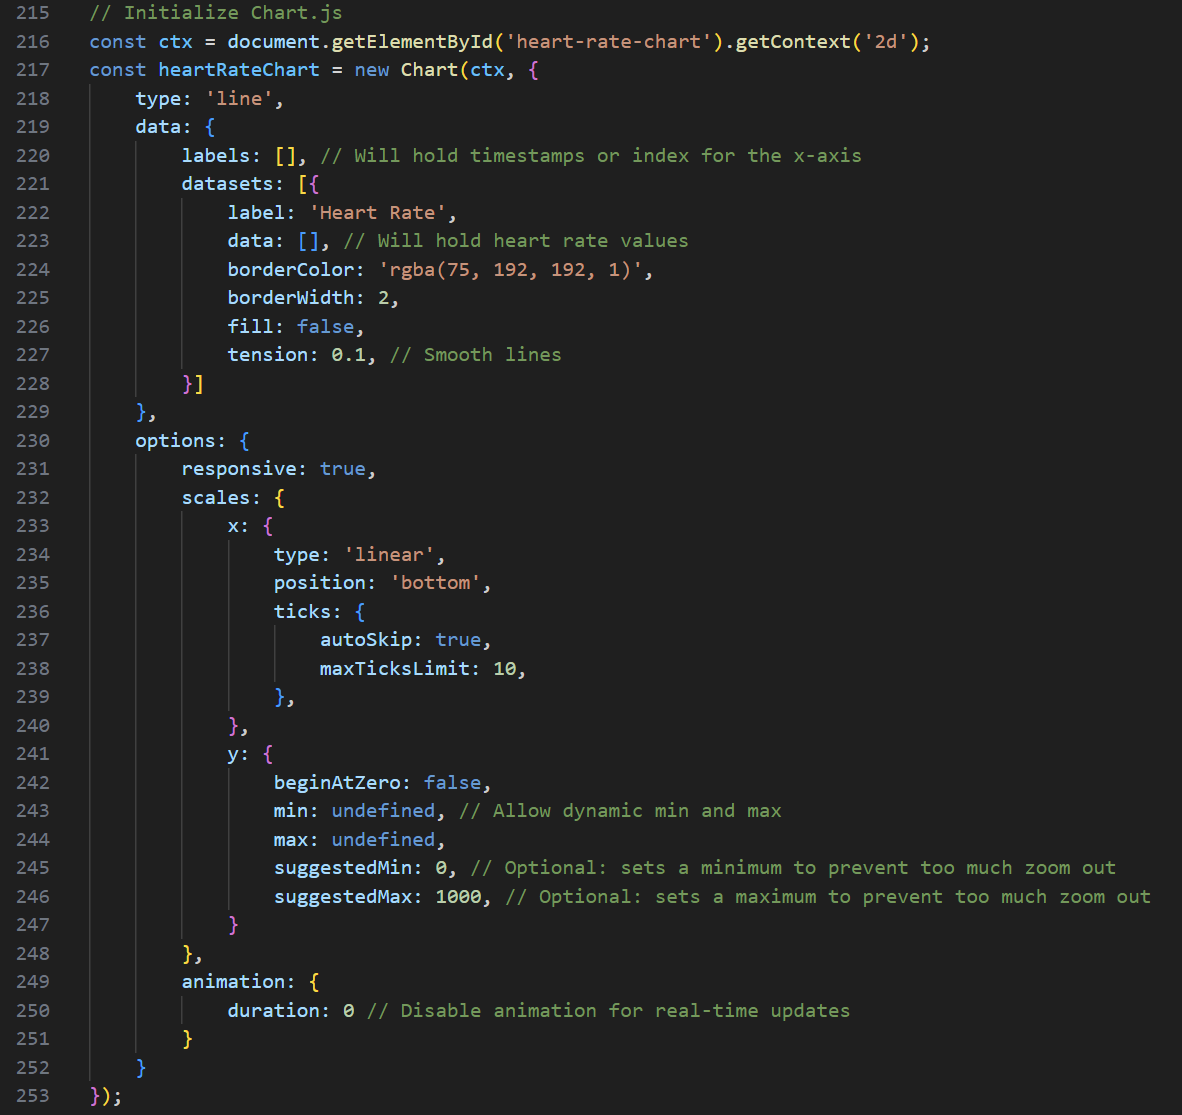 215 // Initialize Chart.js
216 const ctx = document.getElementById('heart-rate-chart').getContext('2d');
217 const heartRateChart = new Chart(ctx, {
218     type: 'line',
219     data: {
220         labels: [], // Will hold timestamps or index for the x-axis
221         datasets: [{
222             label: 'Heart Rate',
223             data: [], // Will hold heart rate values
224             borderColor: 'rgba(75, 192, 192, 1)',
225             borderWidth: 2,
226             fill: false,
227             tension: 0.1, // Smooth lines
228         }]
229     },
230     options: {
231         responsive: true,
232         scales: {
233             x: {
234                 type: 'linear',
235                 position: 'bottom',
236                 ticks: {
237                     autoSkip: true,
238                     maxTicksLimit: 10,
239                 },
240             },
241             y: {
242                 beginAtZero: false,
243                 min: undefined, // Allow dynamic min and max
244                 max: undefined,
245                 suggestedMin: 0, // Optional: sets a minimum to prevent too much zoom out
246                 suggestedMax: 1000, // Optional: sets a maximum to prevent too much zoom out
247             }
248         },
249         animation: {
250             duration: 0 // Disable animation for real-time updates
251         }
252     }
253 });